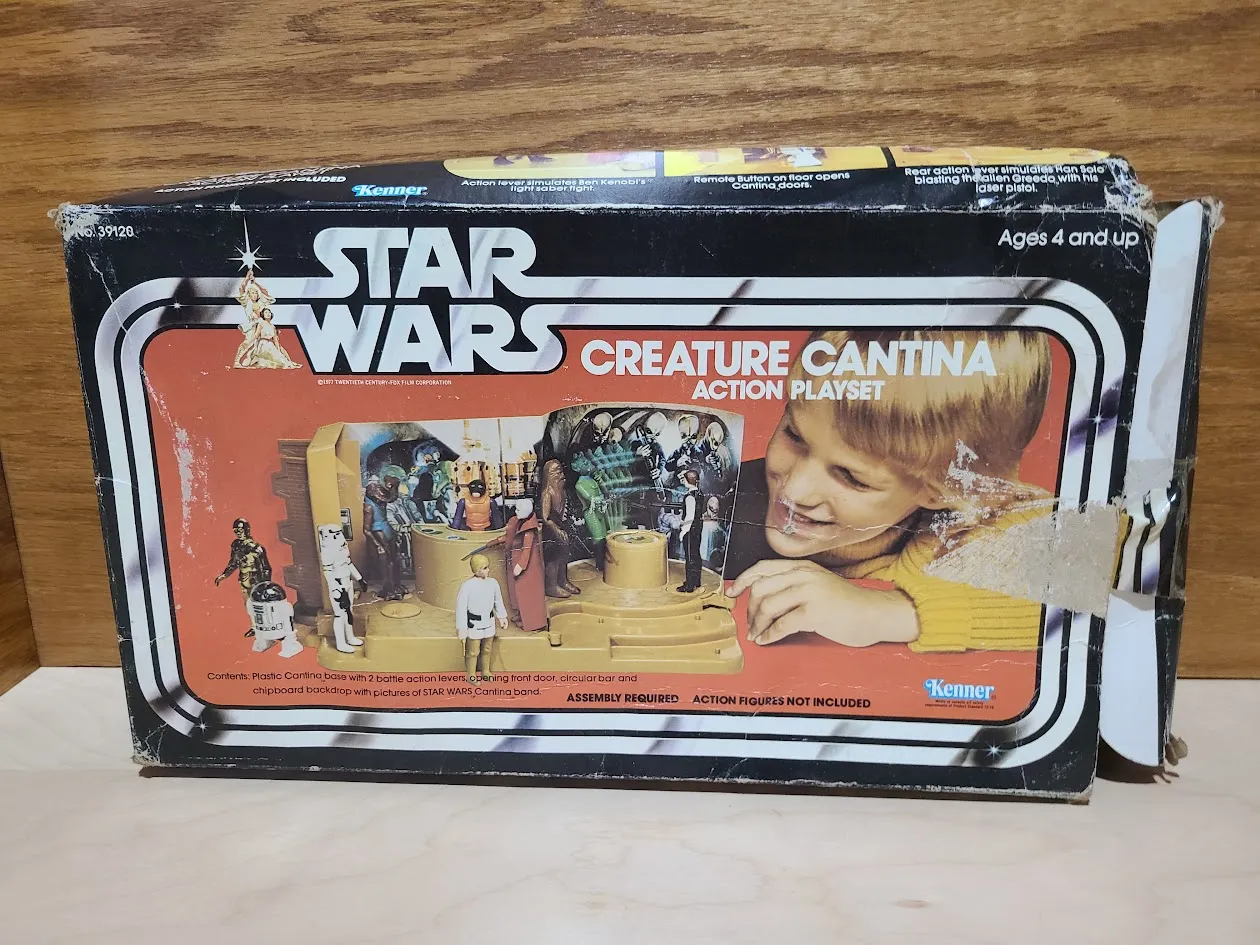 ACTION FIGURES NOT INCLUDED
Kenner
Action lever simulates Ben Kenobi's
light saber fight.
Remote Button on floor opens
Cantina doors.
Rear action lever simulates Han Solo
blasting the alien Greedo with his
laser pistol.
No. 39120
Ages 4 and up
STAR
WARS
©1977 TWENTIETH CENTURY-FOX FILM CORPORATION
CREATURE CANTINA
ACTION PLAYSET
Contents: Plastic Cantina base with 2 battle action levers, opening front door, circular bar and
chipboard backdrop with pictures of STAR WARS Cantina band.
ASSEMBLY REQUIRED ACTION FIGURES NOT INCLUDED
Kenner